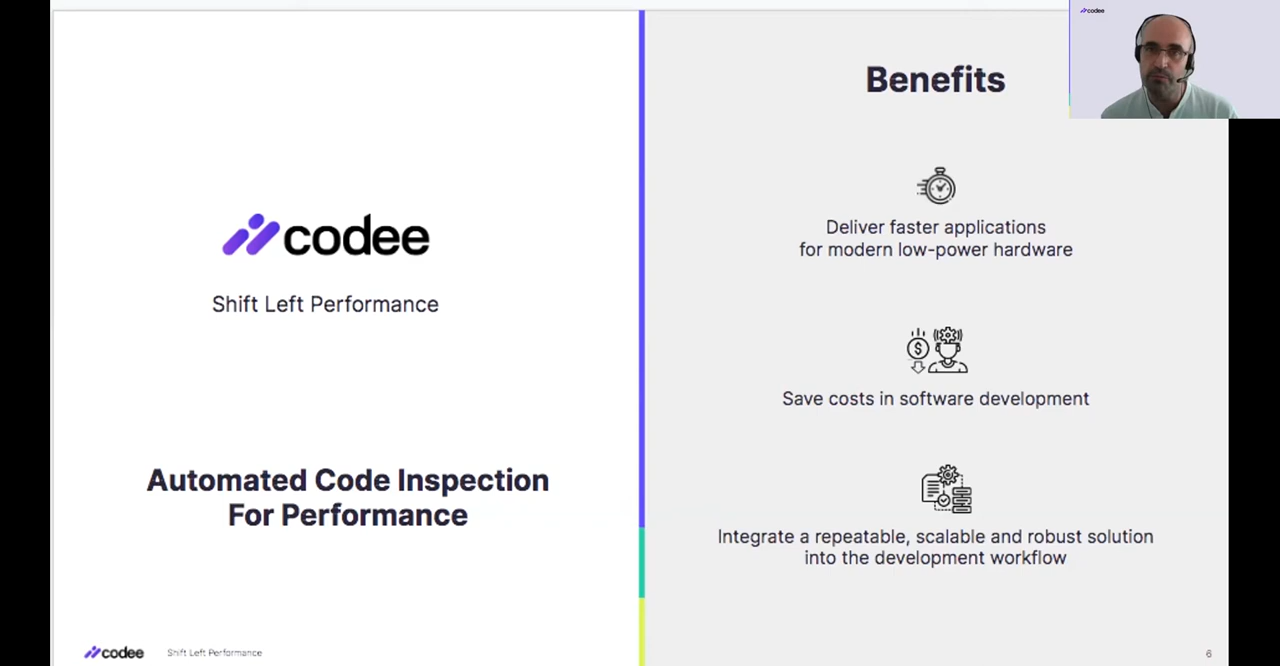 codee
Benefits
Deliver faster applications
for modern low-power hardware
codee
Shift Left Performance
Save costs in software development
Automated Code Inspection
For Performance
Integrate a repeatable, scalable and robust solution
into the development workflow
codee
Shift Left Performance
6